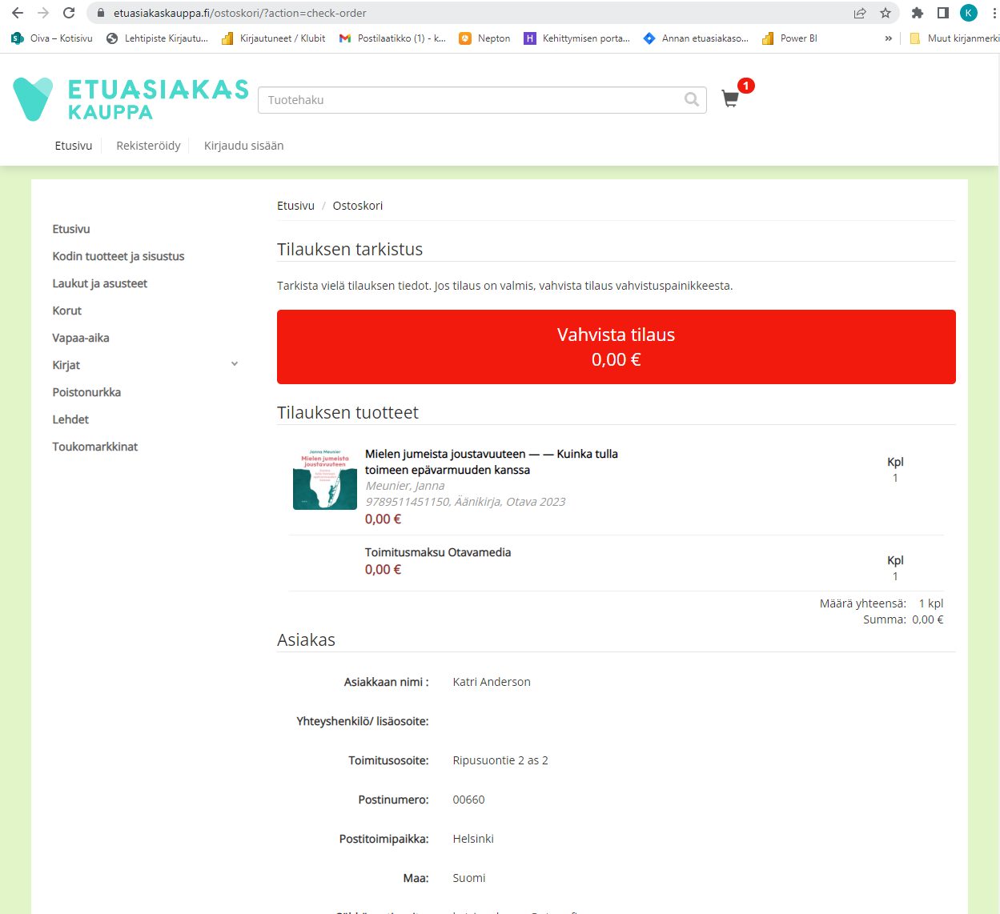 etuasiakaskauppa.fi/ostoskori/?action=check-order
K
Oiva – Kotisivu
Lehtipiste Kirjautu...
Kirjautuneet / Klubit
Postilaatikko (1) - k...
Nepton
Kehittymisen porta...
Annan etuasiakaso...
Power BI
»
Muut kirjanmerki
ETUASIAKAS
KAUPPA
Tuotehaku
1
Etusivu
Rekisteröidy
Kirjaudu sisään
Etusivu
Kodin tuotteet ja sisustus
Laukut ja asusteet
Korut
Vapaa-aika
Kirjat
Poistonurkka
Lehdet
Toukomarkkinat
Etusivu / Ostoskori
Tilauksen tarkistus
Tarkista vielä tilauksen tiedot. Jos tilaus on valmis, vahvista tilaus vahvistuspainikkeesta.
Vahvista tilaus
0,00 €
Tilauksen tuotteet
Janna Meunier
Mielen jumeista
joustavuuteen
Mielen jumeista joustavuuteen — — Kuinka tulla
toimeen epävarmuuden kanssa
Meunier, Janna
9789511451150, Äänikirja, Otava 2023
0,00 €
Kpl
1
Toimitusmaksu Otavamedia
0,00 €
Kpl
1
Määrä yhteensä: 1 kpl
Summa: 0,00 €
Asiakas
Asiakkaan nimi : Katri Anderson
Yhteyshenkilö/ lisäosoite:
Toimitusosoite: Ripusuontie 2 as 2
Postinumero: 00660
Postitoimipaikka: Helsinki
Maa: Suomi